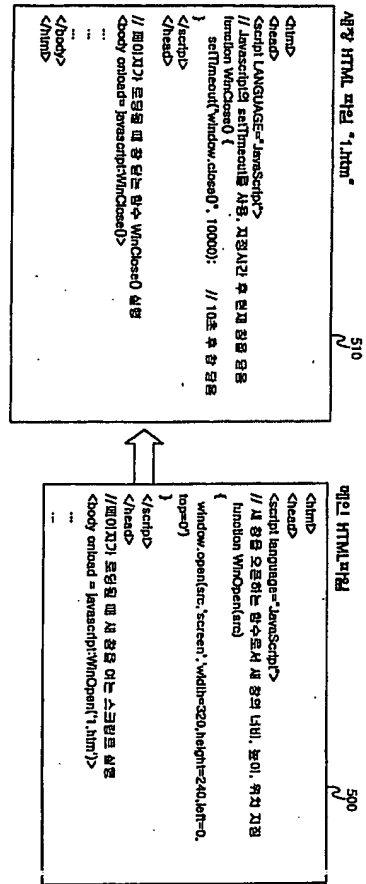 메인 HTML파일
500
<html>
<head>
<script language="JavaScript">
// 새 창을 오픈하는 함수로서 새 창의 너비, 높이, 위치 지정
function WinOpen(src)
{
window.open(src,'screen','width=320,height=240,left=0,
top=0')
}
</script>
</head>
//페이지가 로딩될 때 새 창을 여는 스크립트 실행
<body onload = javascript:WinOpen('1.htm')>
...
...
새창 HTML 파일 "1.htm"
510
<html>
<head>
<script LANGUAGE="JavaScript">
// Javascript의 setTimeout를 사용, 지정시간 후 현재 창을 닫음
function WinClose() {
setTimeout("window.close()", 10000); // 10초 후 창 닫음
}
</script>
</head>
// 페이지가 로딩될 때 창 닫는 함수 WinClose() 실행
...
...
<body onload= javascript:WinClose()>
...
</body>
</html>